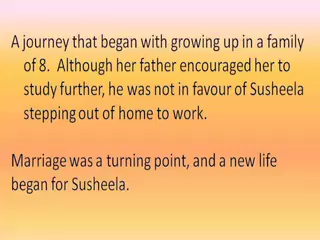 A journey that began with growing up in a family
of 8. Although her father encouraged her to
study further, he was not in favour of Susheela
stepping out of home to work.
Marriage was a turning point, and a new life
began for Susheela.